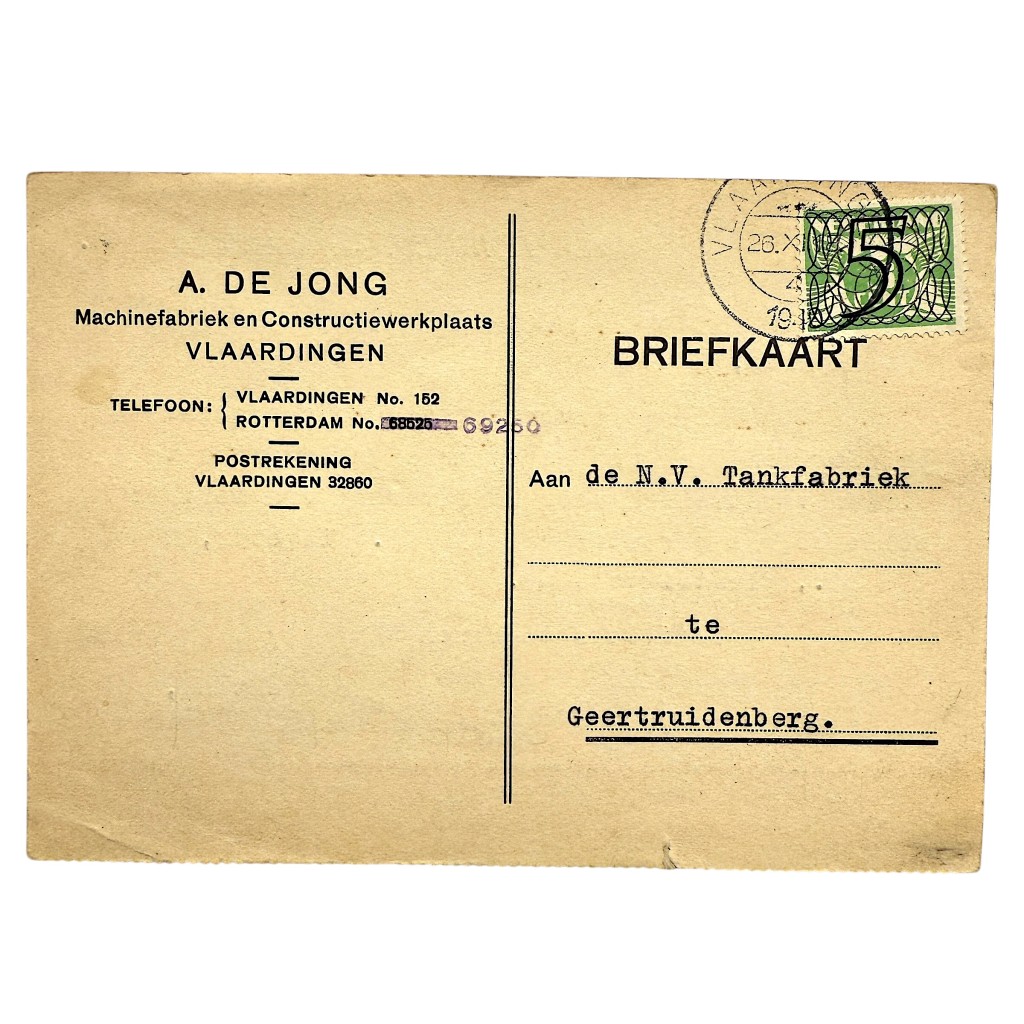 A. DE JONG
Machinefabriek en Constructiewerkplaats
VLAARDINGEN
TELEFOON: { VLAARDINGEN No. 152
ROTTERDAM No. 68525 69250
POSTREKENING
VLAARDINGEN 32860
5
BRIEFKAART
Aan de N.V. Tankfabriek
te
Geertruidenberg.